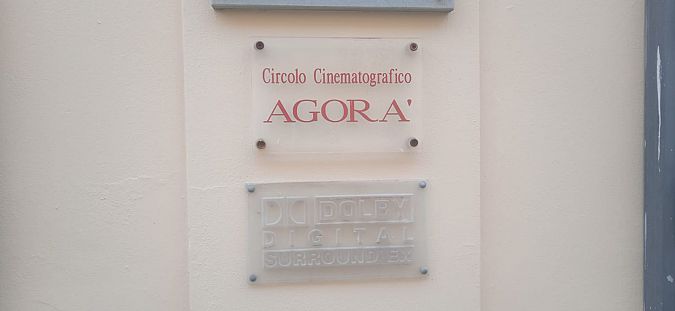 Circolo Cinematografico
AGORA'
DOLBY
DIGITAL
SURROUND EX